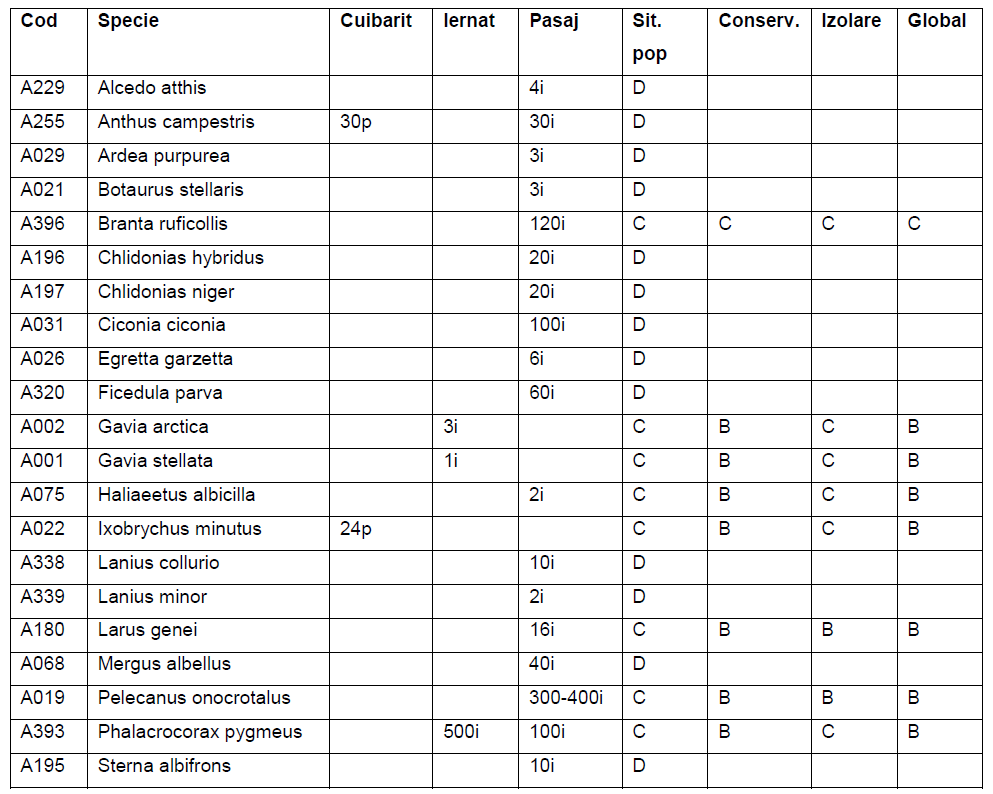 Cod Specie Cuibarit Iernat Pasaj Sit. pop Conserv. Izolare Global
A229 Alcedo atthis 4i D
A255 Anthus campestris 30p 30i D
A029 Ardea purpurea 3i D
A021 Botaurus stellaris 3i D
A396 Branta ruficollis 120i C C C C
A196 Chlidonias hybridus 20i D
A197 Chlidonias niger 20i D
A031 Ciconia ciconia 100i D
A026 Egretta garzetta 6i D
A320 Ficedula parva 60i D
A002 Gavia arctica 3i C B C B
A001 Gavia stellata 1i C B C B
A075 Haliaeetus albicilla 2i C B C B
A022 Ixobrychus minutus 24p C B C B
A338 Lanius collurio 10i D
A339 Lanius minor 2i D
A180 Larus genei 16i C B B B
A068 Mergus albellus 40i D
A019 Pelecanus onocrotalus 300-400i C B B B
A393 Phalacrocorax pygmeus 500i 100i C B C B
A195 Sterna albifrons 10i D